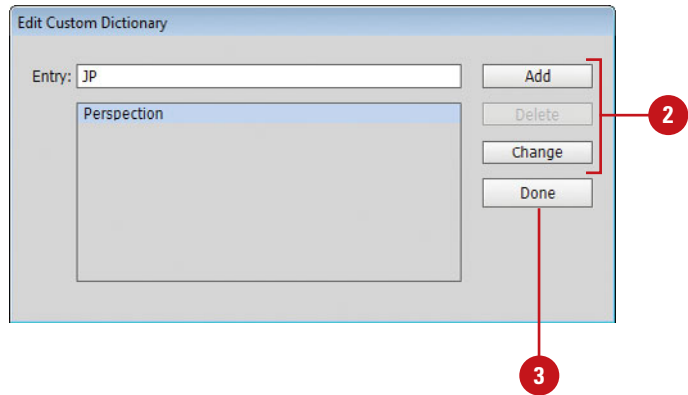 Edit Custom Dictionary
Entry: JP Add
Perspection Delete
2
Change
Done
3